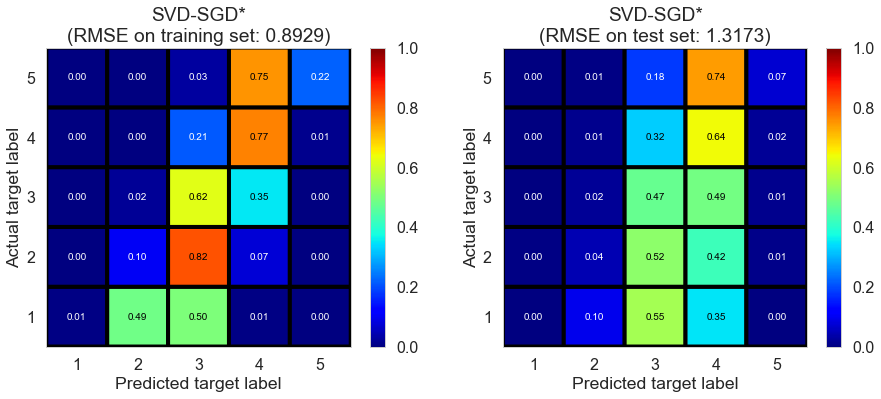 SVD-SGD*
(RMSE on training set: 0.8929)
5 0.00 0.00 0.03 0.75 0.22
4 0.00 0.00 0.21 0.77 0.01
3 0.00 0.02 0.62 0.35 0.00
2 0.00 0.10 0.82 0.07 0.00
1 0.01 0.49 0.50 0.01 0.00
1 2 3 4 5
Actual target label
Predicted target label
1.0
0.8
0.6
0.4
0.2
0.0
SVD-SGD*
(RMSE on test set: 1.3173)
5 0.00 0.01 0.18 0.74 0.07
4 0.00 0.01 0.32 0.64 0.02
3 0.00 0.02 0.47 0.49 0.01
2 0.00 0.04 0.52 0.42 0.01
1 0.00 0.10 0.55 0.35 0.00
1 2 3 4 5
Actual target label
Predicted target label
1.0
0.8
0.6
0.4
0.2
0.0